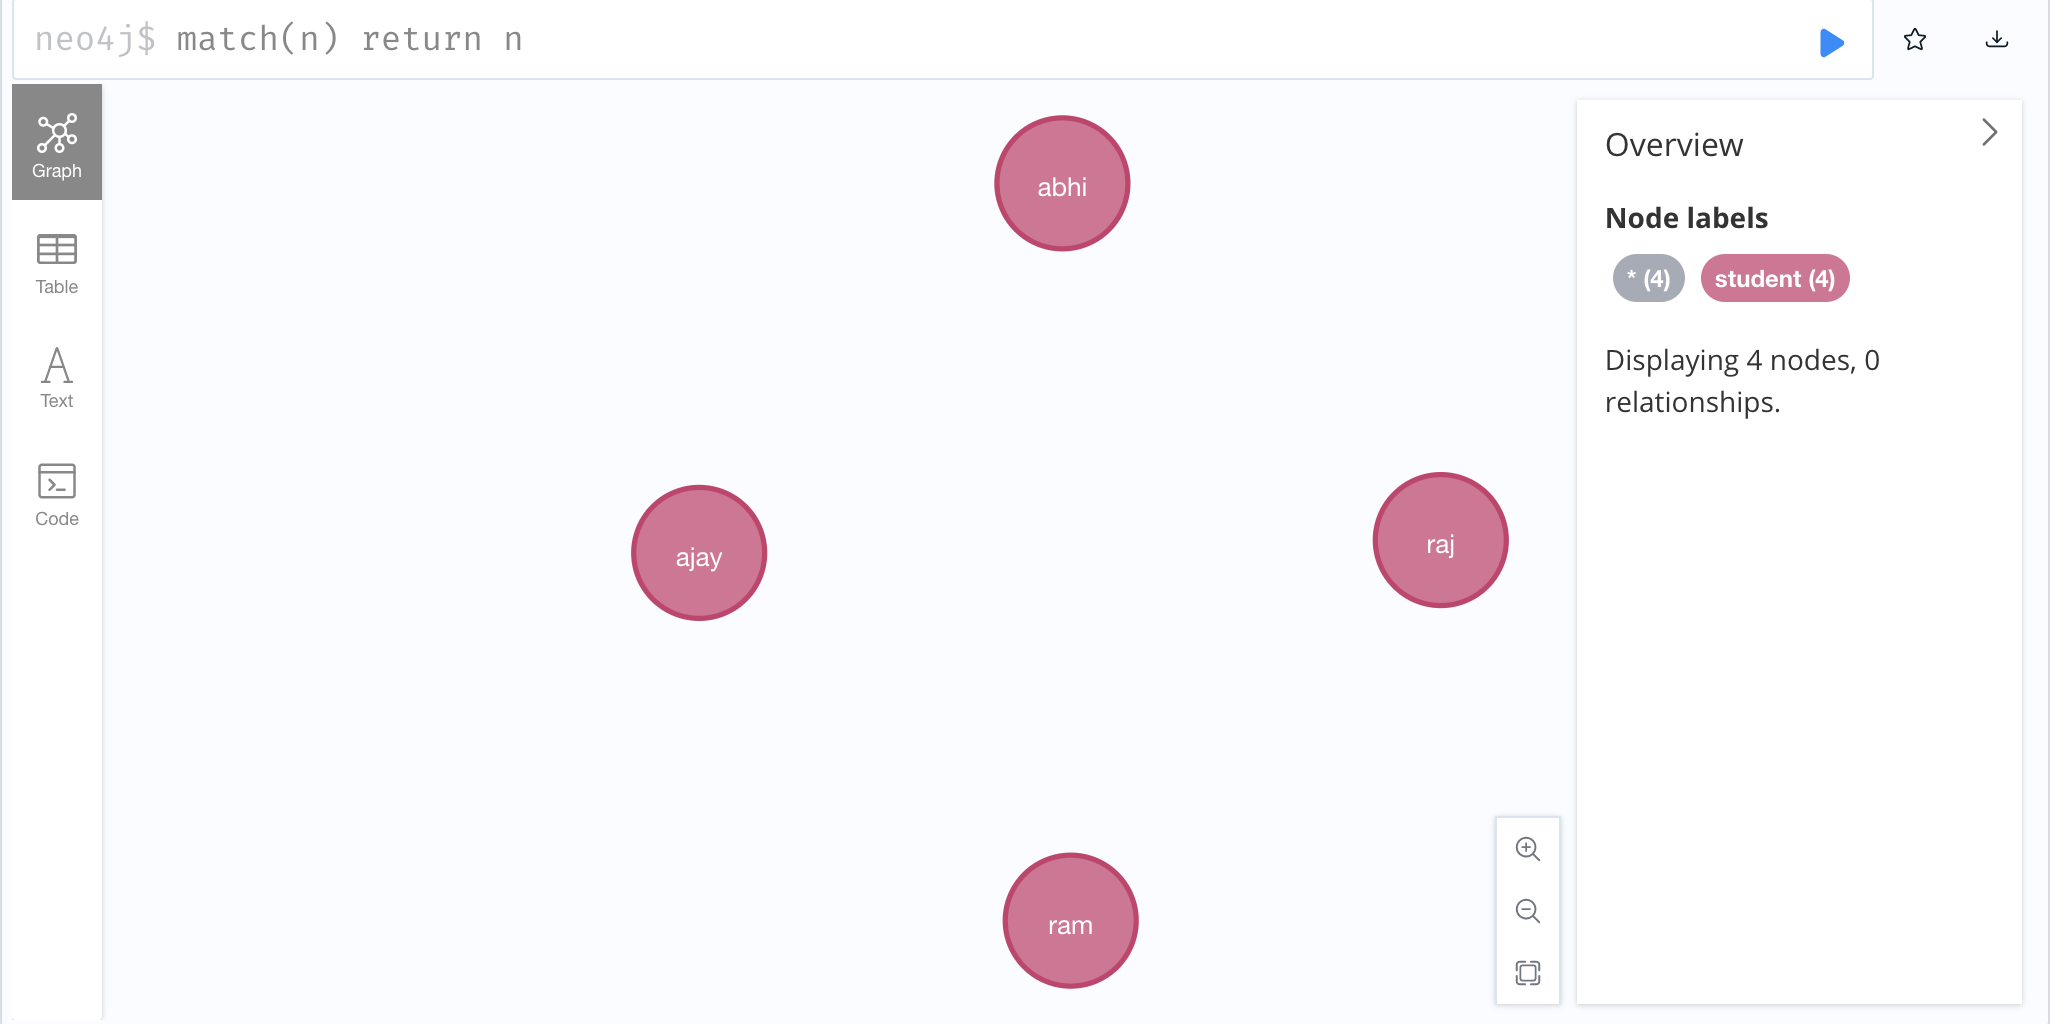 neo4j$ match(n) return n
Graph
Table
Text
Code
abhi
ajay
raj
ram
Overview
Node labels
* (4) student (4)
Displaying 4 nodes, 0
relationships.